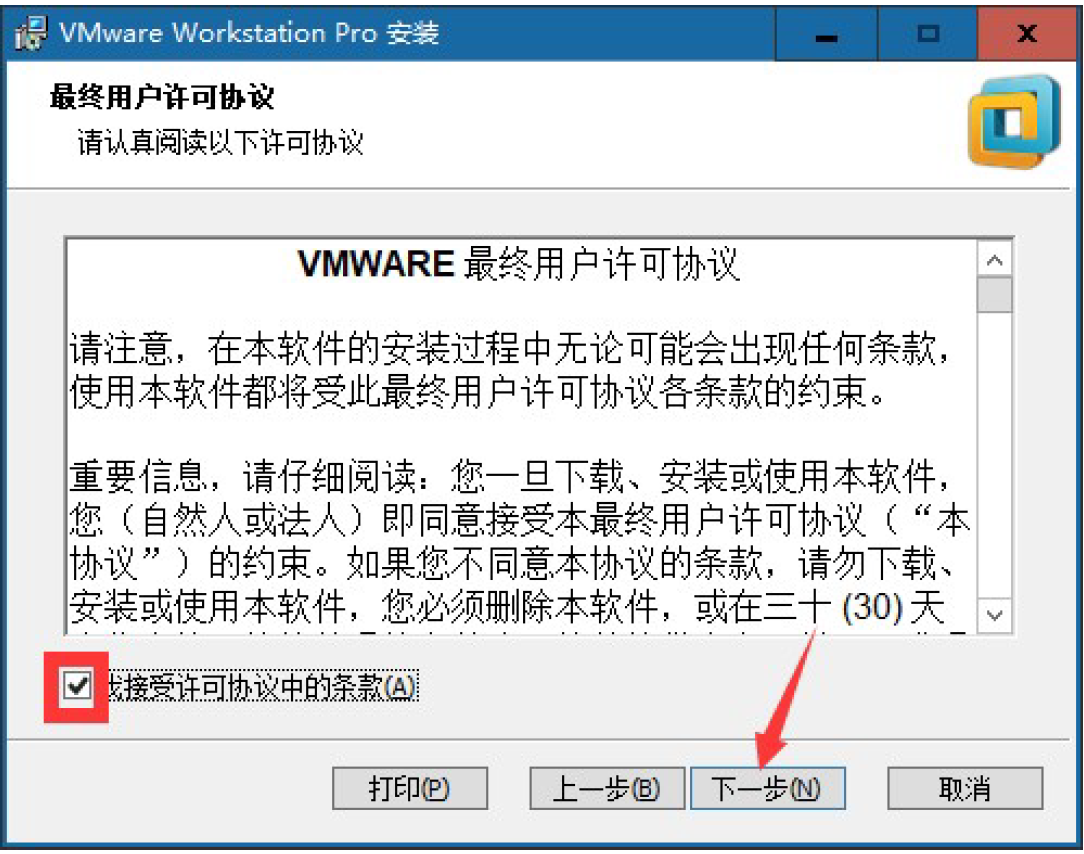 VMware Workstation Pro 安装
最终用户许可协议
请认真阅读以下许可协议
VMWARE 最终用户许可协议
请注意，在本软件的安装过程中无论可能会出现任何条款，
使用本软件都将受此最终用户许可协议各条款的约束。
重要信息，请仔细阅读：您一旦下载、安装或使用本软件，
您（自然人或法人）即同意接受本最终用户许可协议（“本
协议”）的约束。如果您不同意本协议的条款，请勿下载、
安装或使用本软件，您必须删除本软件，或在三十 (30) 天
我接受许可协议中的条款(A)
打印(P)
上一步(B)
下一步(N)
取消